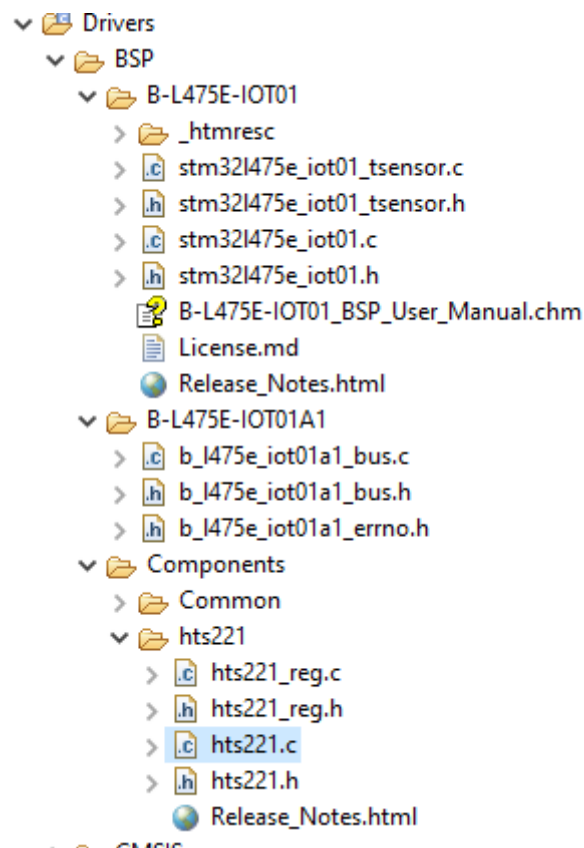 Drivers
BSP
B-L475E-IOT01
_htmresc
stm32l475e_iot01_tsensor.c
stm32l475e_iot01_tsensor.h
stm32l475e_iot01.c
stm32l475e_iot01.h
B-L475E-IOT01_BSP_User_Manual.chm
License.md
Release_Notes.html
B-L475E-IOT01A1
b_l475e_iot01a1_bus.c
b_l475e_iot01a1_bus.h
b_l475e_iot01a1_errno.h
Components
Common
hts221
hts221_reg.c
hts221_reg.h
hts221.c
hts221.h
Release_Notes.html